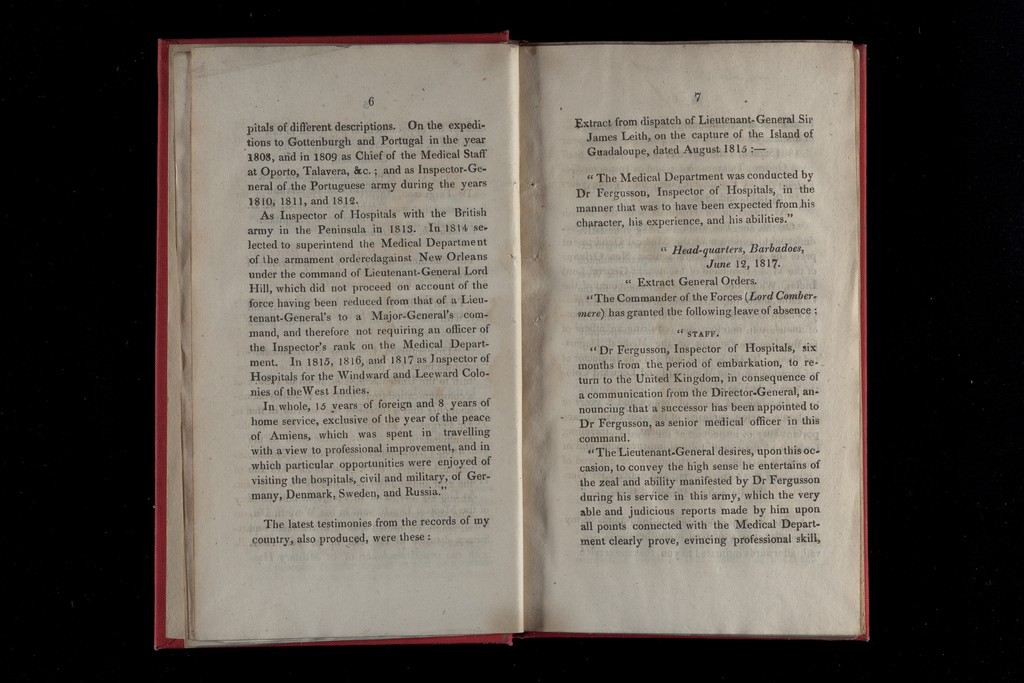 6
pitals of different descriptions. On the expedi-
tions to Gottenburgh and Portugal in the year
1808, and in 1809 as Chief of the Medical Staff
at Oporto, Talavera, &c.; and as Inspector-Ge-
neral of the Portuguese army during the years
1810, 1811, and 1812.
As Inspector of Hospitals with the British
army in the Peninsula in 1813. In 1814 se-
lected to superintend the Medical Department
of the armament orderedagainst New Orleans
under the command of Lieutenant-General Lord
Hill, which did not proceed on account of the
force having been reduced from that of a Lieu-
tenant-General's to a Major-General's com-
mand, and therefore not requiring an officer of
the Inspector's rank on the Medical Depart-
ment. In 1815, 1816, and 1817 as Inspector of
Hospitals for the Windward and Leeward Colo-
nies of theWest Indies.
In whole, 15 years of foreign and 8 years of
home service, exclusive of the year of the peace
of Amiens, which was spent in travelling
with a view to professional improvement, and in
which particular opportunities were enjoyed of
visiting the hospitals, civil and military, of Ger-
many, Denmark, Sweden, and Russia."
The latest testimonies from the records of my
country, also produced, were these:
7
Extract from dispatch of Lieutenant-General Sir
James Leith, on the capture of the Island of
Guadaloupe, dated August 1815:—
"The Medical Department was conducted by
Dr Fergusson, Inspector of Hospitals, in the
manner that was to have been expected from his
character, his experience, and his abilities."
"Head-quarters, Barbadoes,
June 12, 1817.
"Extract General Orders.
"The Commander of the Forces (Lord Comber-
mere) has granted the following leave of absence;
"STAFF.
"Dr Fergusson, Inspector of Hospitals, six
months from the period of embarkation, to re-
turn to the United Kingdom, in consequence of
a communication from the Director-General, an-
nouncing that a successor has been appointed to
Dr Fergusson, as senior medical officer in this
command.
"The Lieutenant-General desires, upon this oc-
casion, to convey the high sense he entertains of
the zeal and ability manifested by Dr Fergusson
during his service in this army, which the very
able and judicious reports made by him upon
all points connected with the Medical Depart-
ment clearly prove, evincing professional skill,